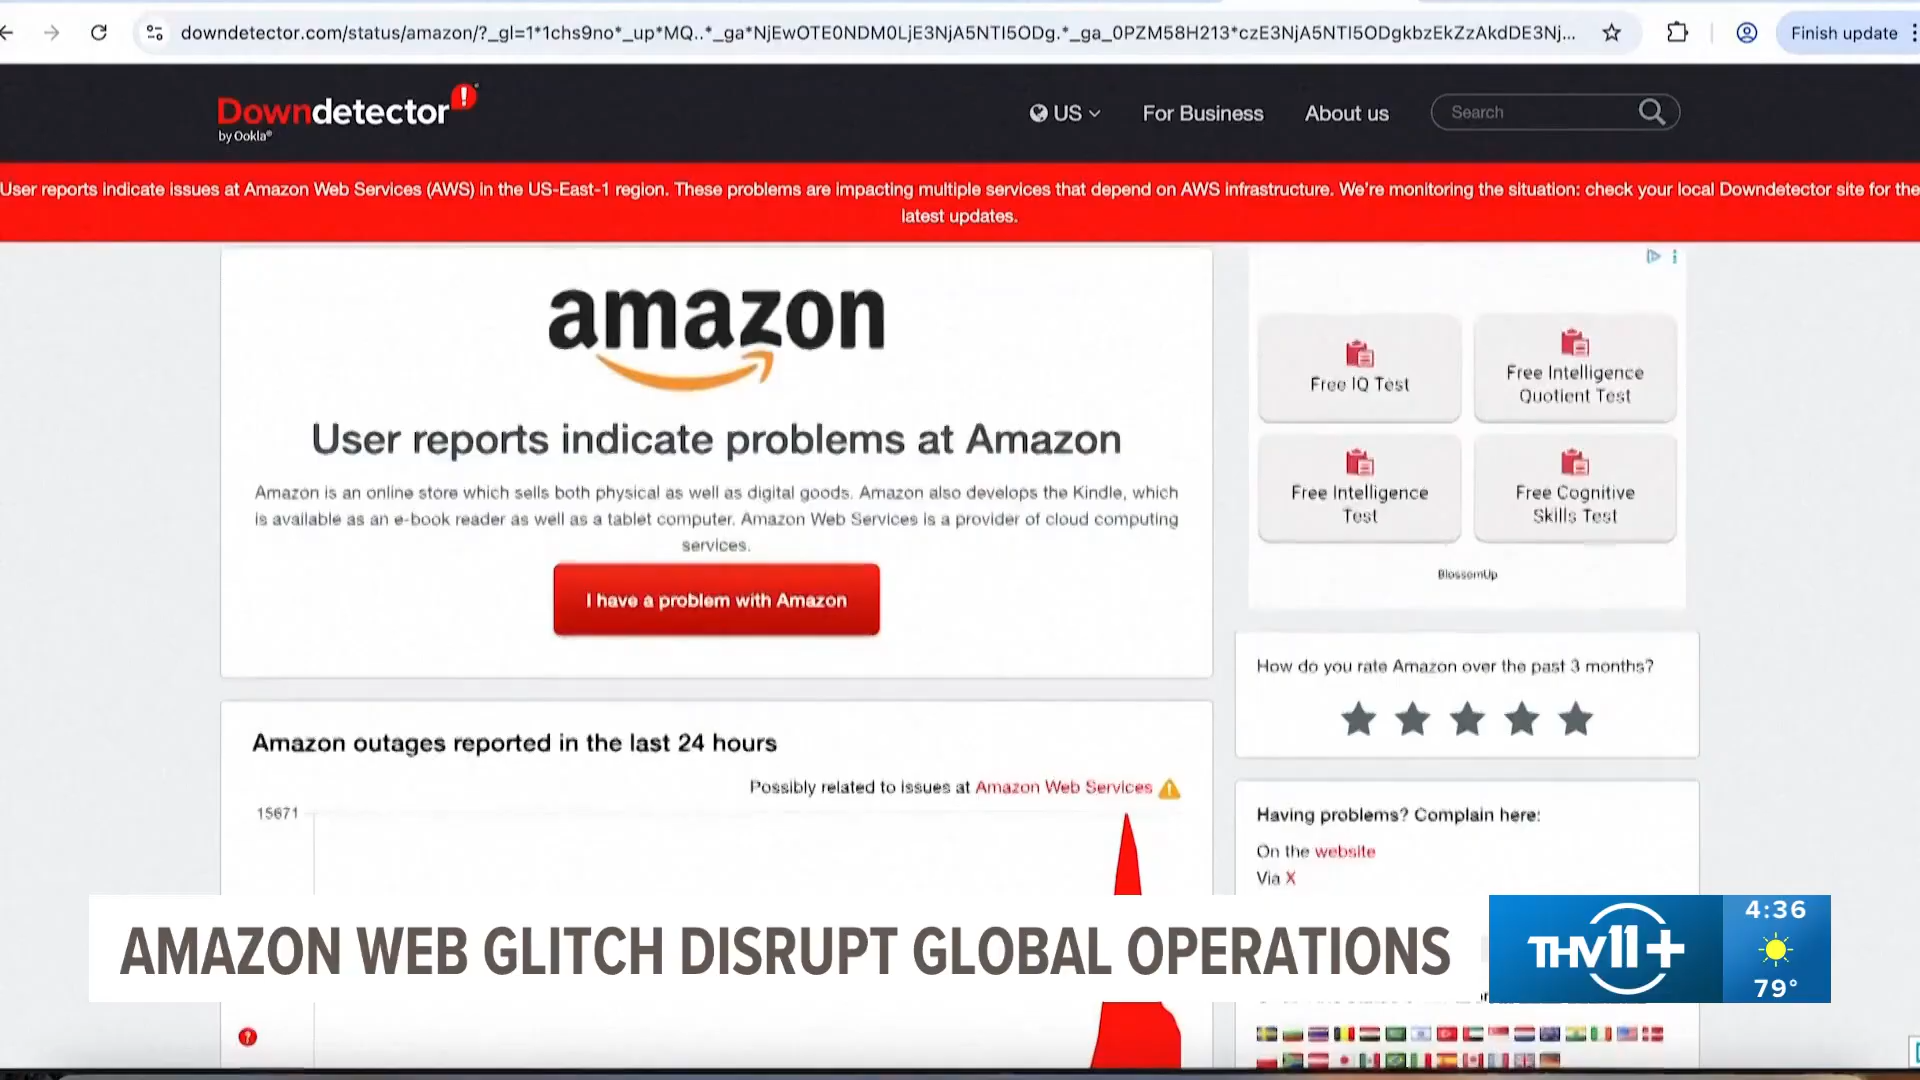 downdetector.com/status/amazon/?_gl=1*1chs9no*_up*MQ..*_ga*NjEwOTE0NDM0LjE3NjA5NTI5ODg.*_ga_0PZM58H213*czE3NjA5NTI5ODgkbzEkZzAkdDE3Nj...
Finish update
Downdetector
by Ookla®
US
For Business
About us
Search
User reports indicate issues at Amazon Web Services (AWS) in the US-East-1 region. These problems are impacting multiple services that depend on AWS infrastructure. We're monitoring the situation: check your local Downdetector site for the
latest updates.
amazon
User reports indicate problems at Amazon
Amazon is an online store which sells both physical as well as digital goods. Amazon also develops the Kindle, which
is available as an e-book reader as well as a tablet computer. Amazon Web Services is a provider of cloud computing
services.
I have a problem with Amazon
Free IQ Test
Free Intelligence
Quotient Test
Free Intelligence
Test
Free Cognitive
Skills Test
BlossomUp
How do you rate Amazon over the past 3 months?
Amazon outages reported in the last 24 hours
Possibly related to issues at Amazon Web Services
15671
Having problems? Complain here:
On the website
Via X
AMAZON WEB GLITCH DISRUPT GLOBAL OPERATIONS
THV11+
4:36
79°